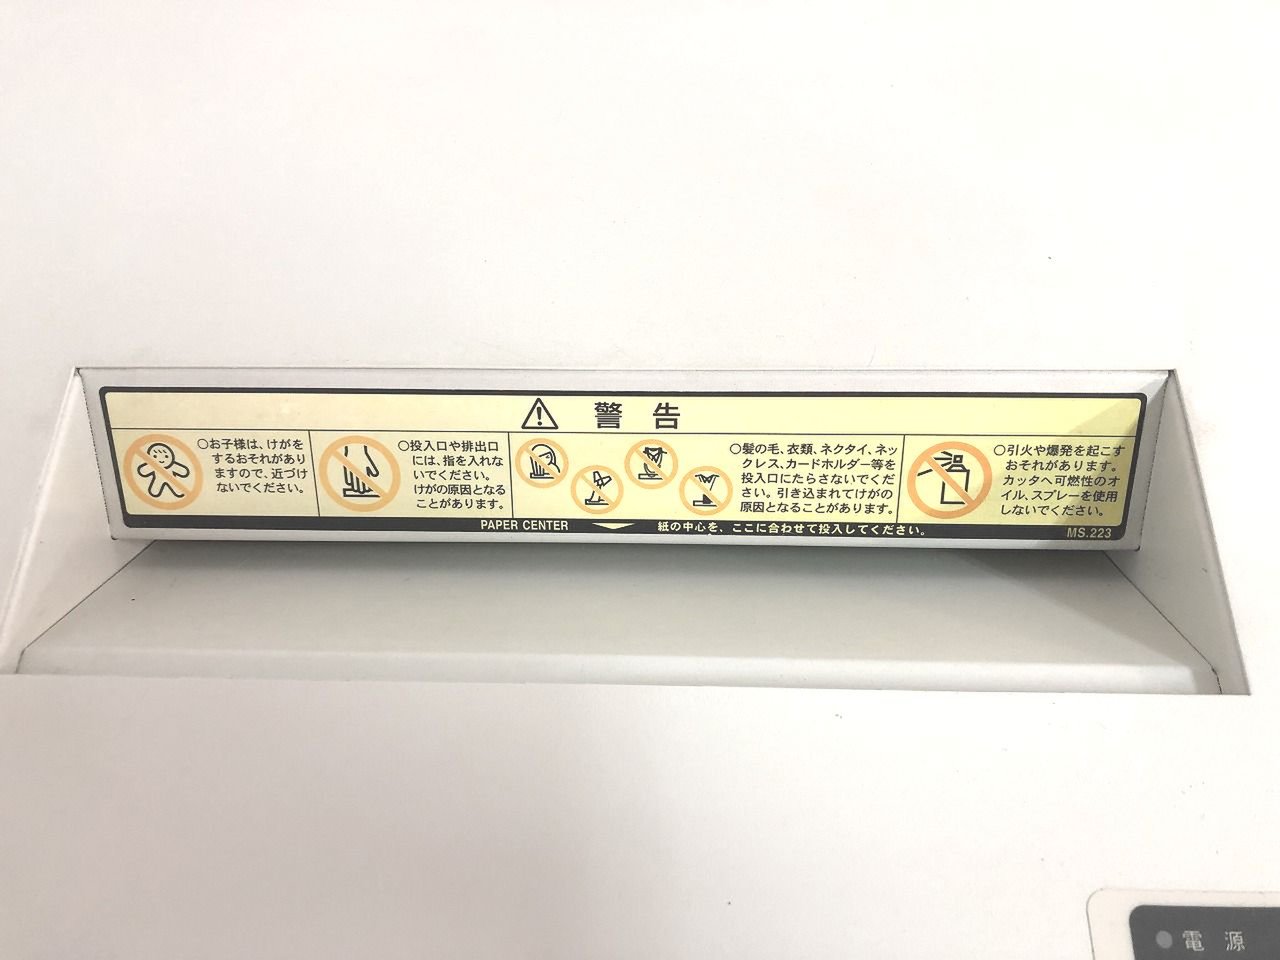 警告
○お子様は、けがを
するおそれがあり
ますので、近づけ
ないでください。
○投入口や排出口
には、指を入れな
いでください。
けがの原因となる
ことがあります。
○髪の毛、衣類、ネクタイ、ネッ
クレス、カードホルダー等を
投入口にたらさないでくだ
さい。引き込まれてけがの
原因となることがあります。
○引火や爆発を起こす
おそれがあります。
カッタへ可燃性のオ
イル、スプレーを使用
しないでください。
PAPER CENTER 紙の中心を、ここに合わせて投入してください。
MS.223
電源